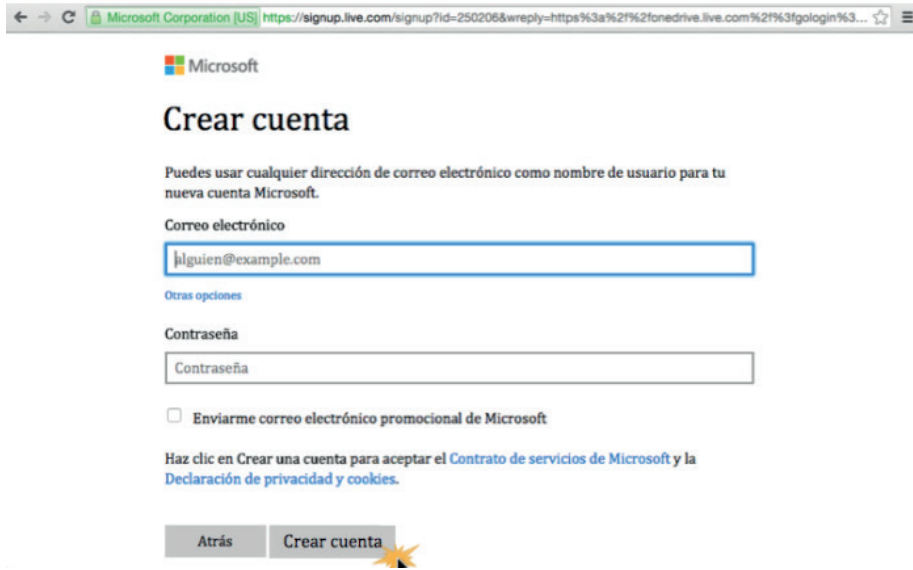 Microsoft Corporation [US] https://signup.live.com/signup?id=250206&wreply=https%3a%2f%2fonedrive.live.com%2f%3fgologin%3...
Microsoft
Crear cuenta
Puedes usar cualquier dirección de correo electrónico como nombre de usuario para tu
nueva cuenta Microsoft.
Correo electrónico
alguien@example.com
Otras opciones
Contraseña
Contraseña
Enviarme correo electrónico promocional de Microsoft
Haz clic en Crear una cuenta para aceptar el Contrato de servicios de Microsoft y la
Declaración de privacidad y cookies.
Atrás Crear cuenta